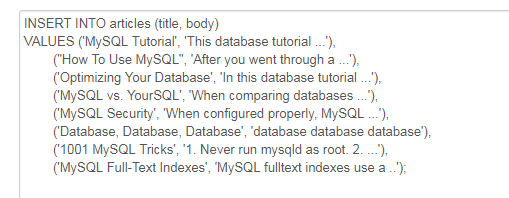 INSERT INTO articles (title, body)
VALUES ('MySQL Tutorial', 'This database tutorial ...'),
("How To Use MySQL", 'After you went through a ...'),
('Optimizing Your Database', 'In this database tutorial ...'),
('MySQL vs. YourSQL', 'When comparing databases ...'),
('MySQL Security', 'When configured properly, MySQL ...'),
('Database, Database, Database', 'database database database'),
('1001 MySQL Tricks', '1. Never run mysqld as root. 2. ...'),
('MySQL Full-Text Indexes', 'MySQL fulltext indexes use a ..');